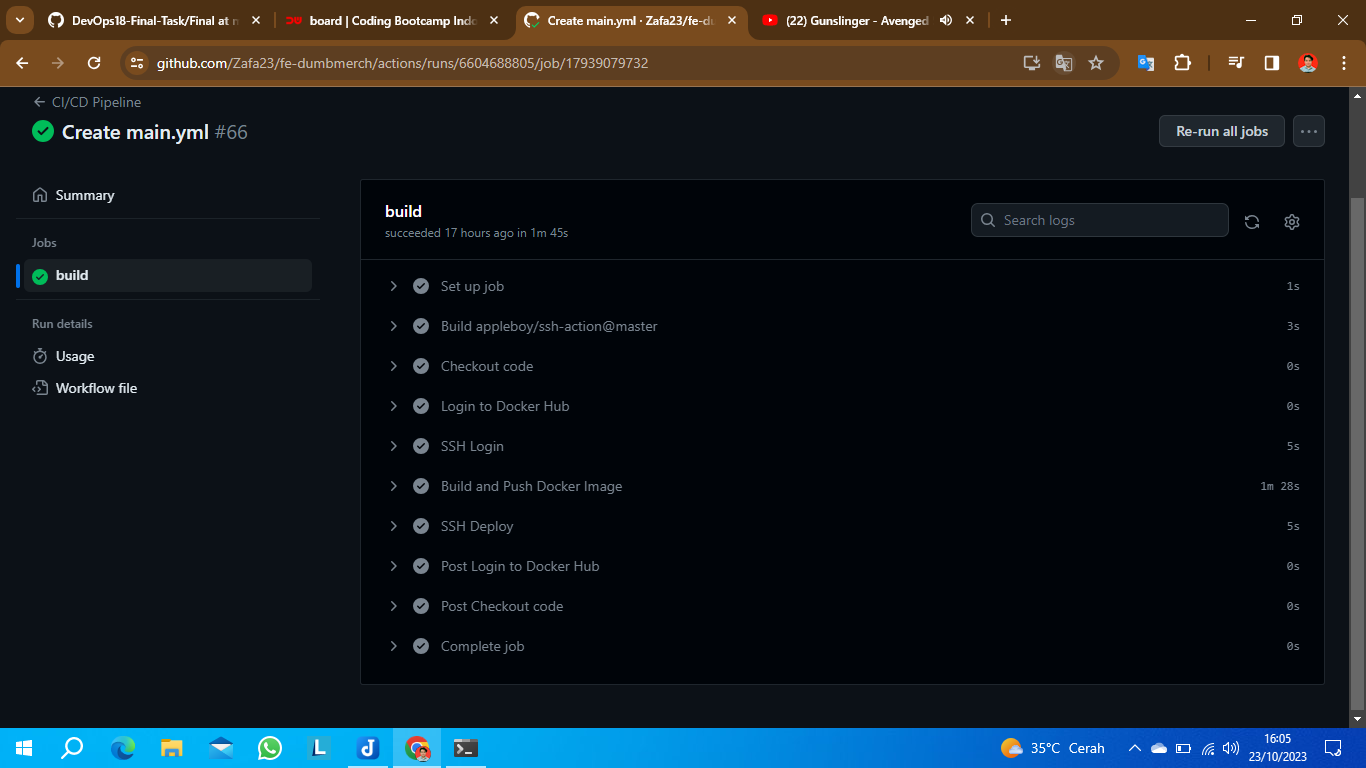 DevOps18-Final-Task/Final at m
board | Coding Bootcamp Indo
Create main.yml · Zafa23/fe-du
(22) Gunslinger - Avenged
github.com/Zafa23/fe-dumbmerch/actions/runs/6604688805/job/17939079732
CI/CD Pipeline
Create main.yml #66
Re-run all jobs
Summary
Jobs
build
Run details
Usage
Workflow file
build
succeeded 17 hours ago in 1m 45s
Search logs
Set up job 1s
Build appleboy/ssh-action@master 3s
Checkout code 0s
Login to Docker Hub 0s
SSH Login 5s
Build and Push Docker Image 1m 28s
SSH Deploy 5s
Post Login to Docker Hub 0s
Post Checkout code 0s
Complete job 0s
35°C Cerah
16:05
23/10/2023